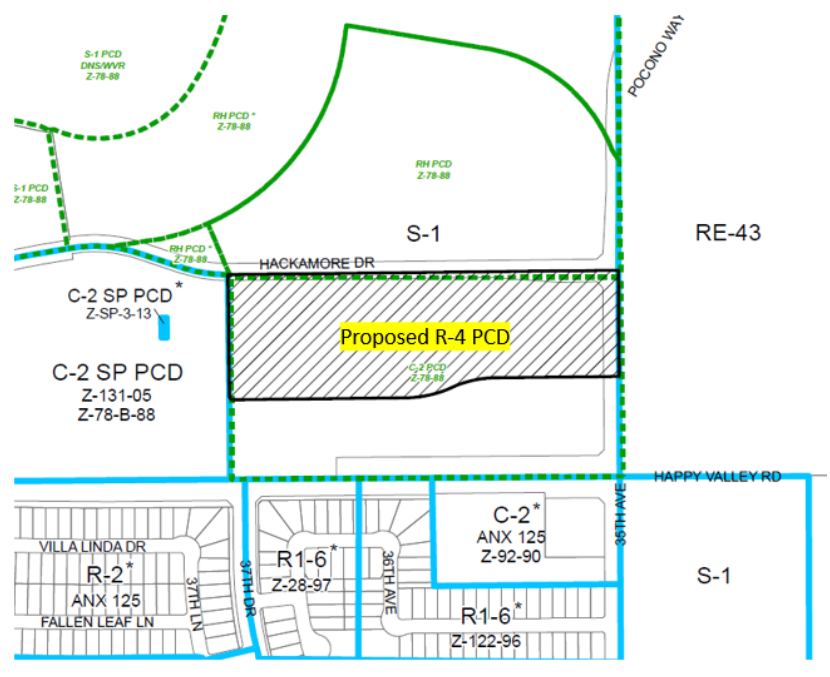 S-1 PCD
DNS/WVR
Z-78-88
POCONO WAY
RH PCD *
Z-78-88
RH PCD
Z-78-88
S-1 PCD
Z-78-88
S-1
RE-43
RH PCD *
Z-78-88
HACKAMORE DR
C-2 SP PCD*
Z-SP-3-13
Proposed R-4 PCD
C-2 PCD
Z-78-88
C-2 SP PCD
Z-131-05
Z-78-B-88
HAPPY VALLEY RD
35TH AVE
C-2*
ANX 125
Z-92-90
VILLA LINDA DR
R-2*
ANX 125
FALLEN LEAF LN
37TH LN
37TH DR
R1-6*
Z-28-97
36TH AVE
S-1
R1-6*
Z-122-96